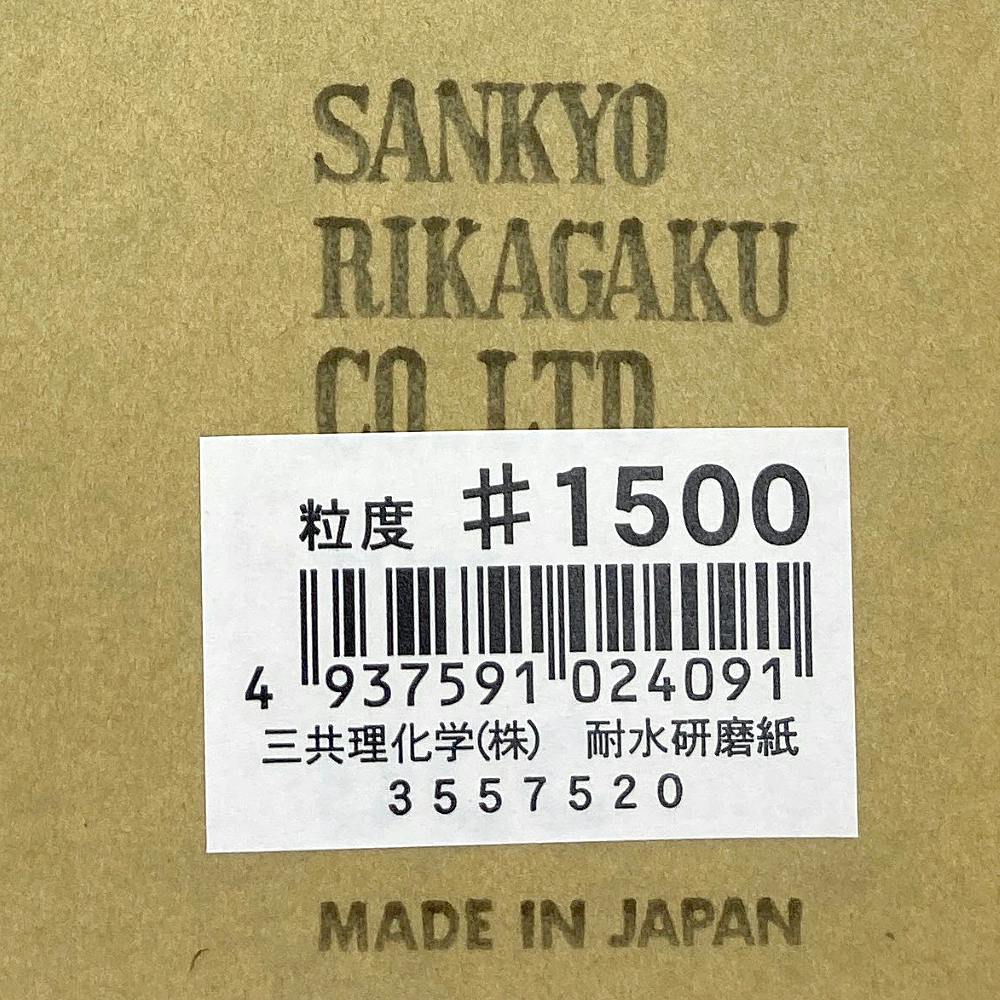 SANKYO
RIKAGAKU
CO. LTD.
粒度 #1500
4 937591 024091
三共理化学(株) 耐水研磨紙
3557520
MADE IN JAPAN